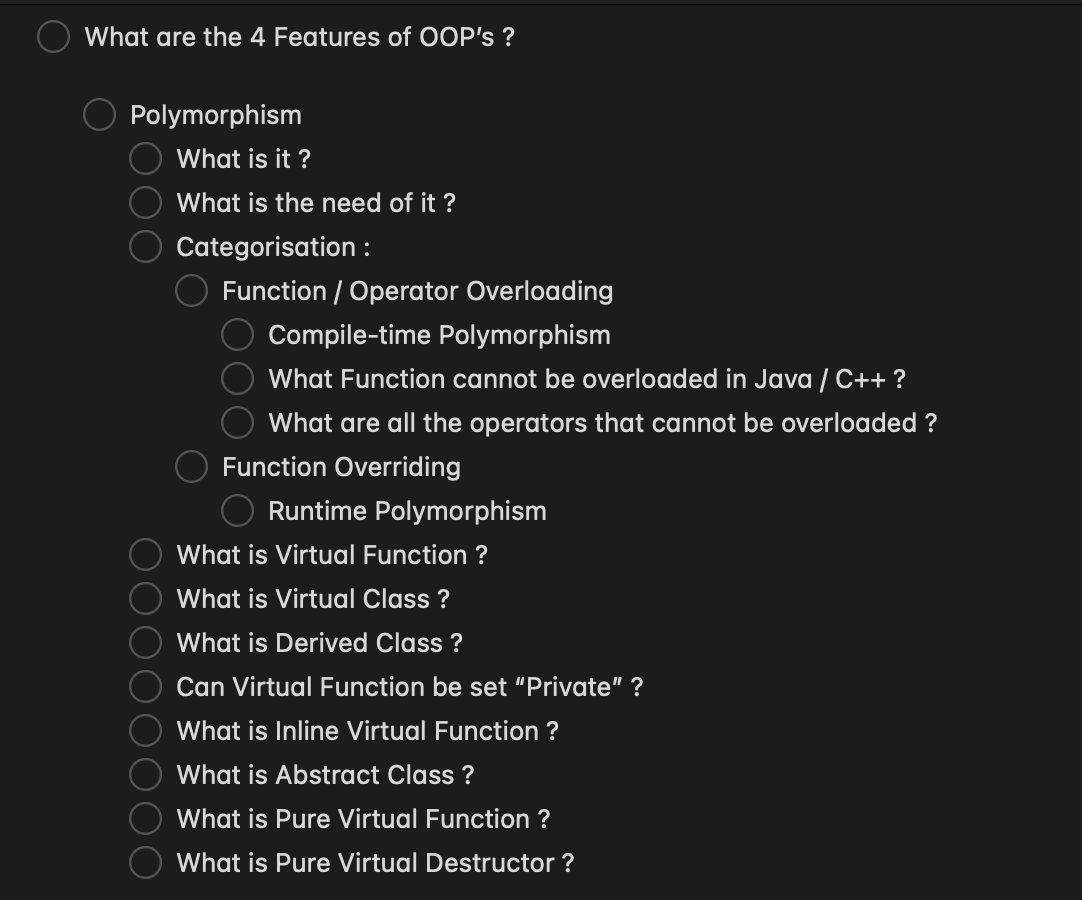 What are the 4 Features of OOP’s ?
Polymorphism
What is it ?
What is the need of it ?
Categorisation :
Function / Operator Overloading
Compile-time Polymorphism
What Function cannot be overloaded in Java / C++ ?
What are all the operators that cannot be overloaded ?
Function Overriding
Runtime Polymorphism
What is Virtual Function ?
What is Virtual Class ?
What is Derived Class ?
Can Virtual Function be set “Private” ?
What is Inline Virtual Function ?
What is Abstract Class ?
What is Pure Virtual Function ?
What is Pure Virtual Destructor ?